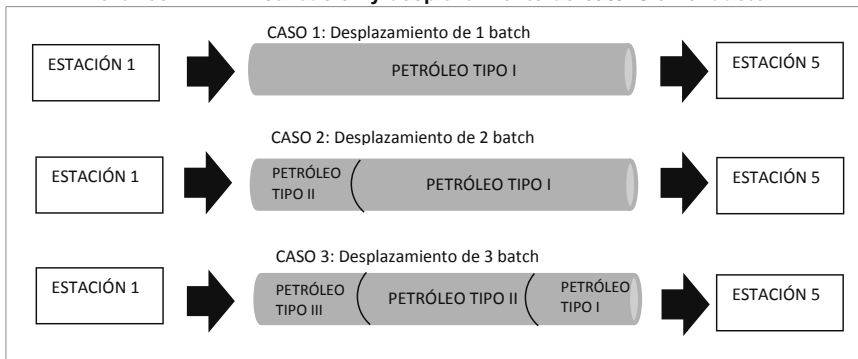 CASO 1: Desplazamiento de 1 batch
ESTACIÓN 1
PETRÓLEO TIPO I
ESTACIÓN 5
CASO 2: Desplazamiento de 2 batch
ESTACIÓN 1
PETRÓLEO
TIPO II
PETRÓLEO TIPO I
ESTACIÓN 5
CASO 3: Desplazamiento de 3 batch
ESTACIÓN 1
PETRÓLEO
TIPO III
PETRÓLEO TIPO II
PETRÓLEO
TIPO I
ESTACIÓN 5